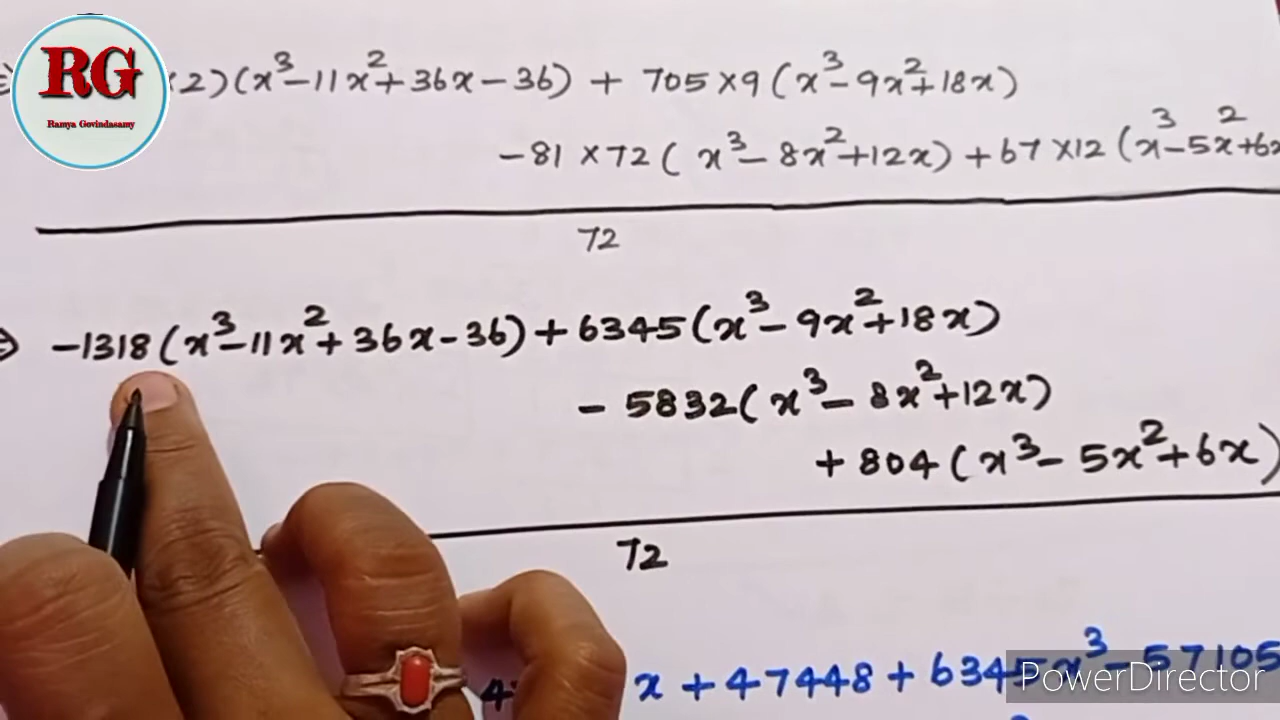 RG
Ramya Govindasamy
×2)(x³-11x²+36x-36) + 705×9(x³-9x²+18x)
-81×72(x³-8x²+12x)+67×12(x³-5x²+6x
72
-1318(x³-11x²+36x-36)+6345(x³-9x²+18x)
- 5832(x³-8x²+12x)
+804(x³-5x²+6x)
72
x+47448+6345x³-57105
PowerDirector